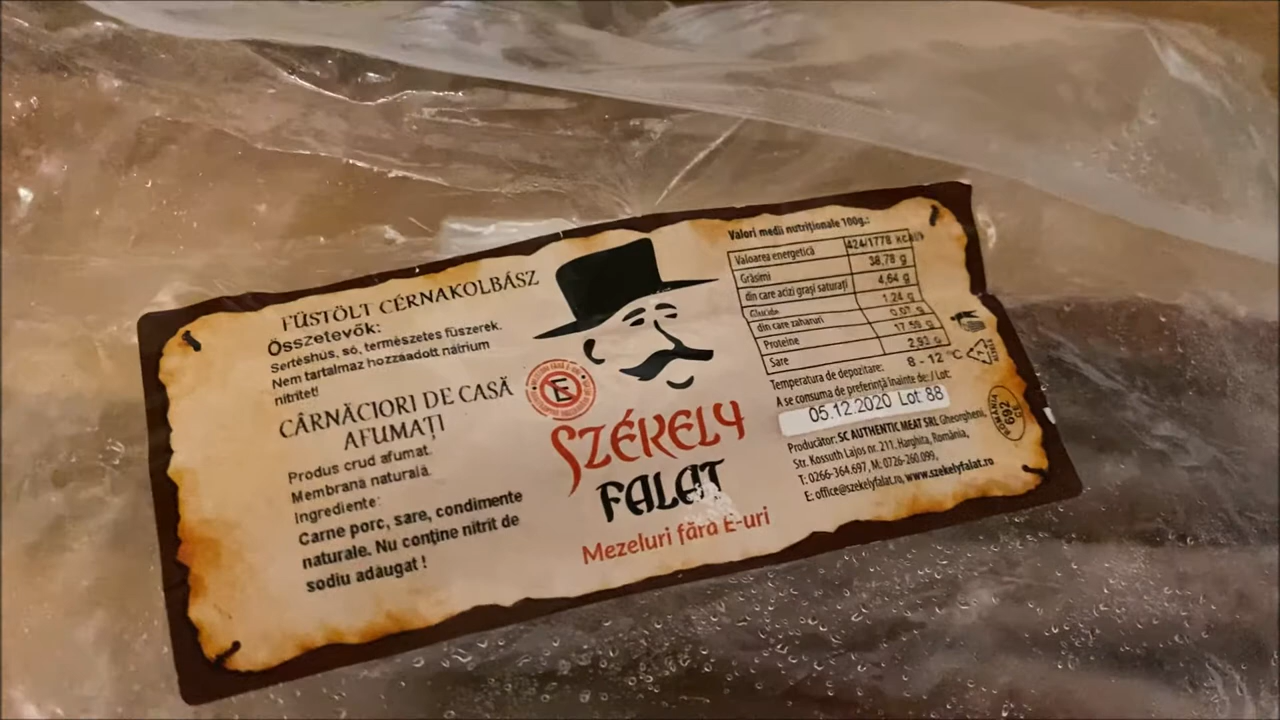 FÜSTÖLT CÉRNAKOLBÁSZ
Összetevők:
Sertéshús, só, természetes fűszerek.
Nem tartalmaz hozzáadott nátrium
nitritet!
CÂRNĂCIORI DE CASĂ
AFUMAȚI
Produs crud afumat.
Membrana naturală.
Ingrediente:
Carne porc, sare, condimente
naturale. Nu conține nitrit de
sodiu adăugat !
E
SZÉKELY
FALAT
Mezeluri fără E-uri
Valori medii nutriționale 100g.:
Valoarea energetică 424/1778
Grăsimi 38,78 g
din care acizi grași saturați 4,64 g
Glucide 1,24 g
din care zaharuri 0,07 g
Proteine 17,59 g
Sare 2,93 g
Temperatura de depozitare: 8 - 12 °C
A se consuma de preferință înainte de: / Lot:
05.12.2020 Lot 88
Producător: SC AUTHENTIC MEAT SRL Gheorgheni,
Str. Kossuth Lajos nr. 211, Harghita, România,
T: 0266-364.697, M: 0726-260.099,
E: office@szekelyfalat.ro, www.szekelyfalat.ro
ROMÂNIA
692